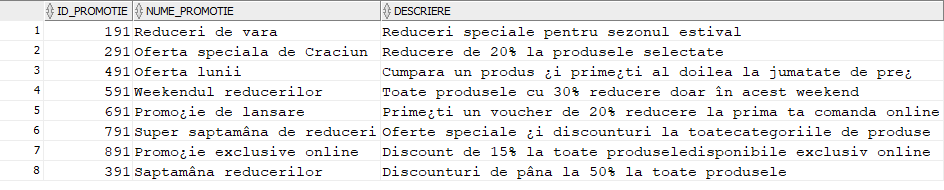 ID_PROMOTIE NUME_PROMOTIE DESCRIERE
1 191 Reduceri de vara Reduceri speciale pentru sezonul estival
2 291 Oferta speciala de Craciun Reducere de 20% la produsele selectate
3 491 Oferta lunii Cumpara un produs ¿i prime¿ti al doilea la jumatate de pre¿
4 591 Weekendul reducerilor Toate produsele cu 30% reducere doar în acest weekend
5 691 Promo¿ie de lansare Prime¿ti un voucher de 20% reducere la prima ta comanda online
6 791 Super saptamâna de reduceri Oferte speciale ¿i discounturi la toatecategoriile de produse
7 891 Promo¿ie exclusive online Discount de 15% la toate produseledisponibile exclusiv online
8 391 Saptamâna reducerilor Discounturi de pâna la 50% la toate produsele